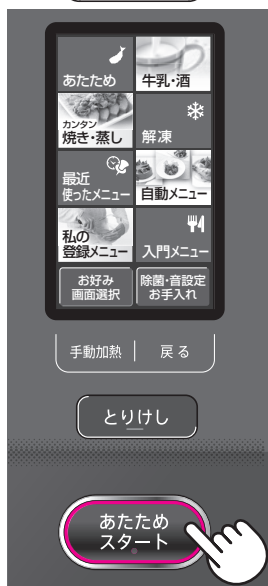 あたため
牛乳・酒
カンタン
焼き・蒸し
解凍
最近
使ったメニュー
自動メニュー
私の
登録メニュー
入門メニュー
お好み
画面選択
除菌・音設定
お手入れ
手動加熱
戻る
とりけし
あたため
スタート